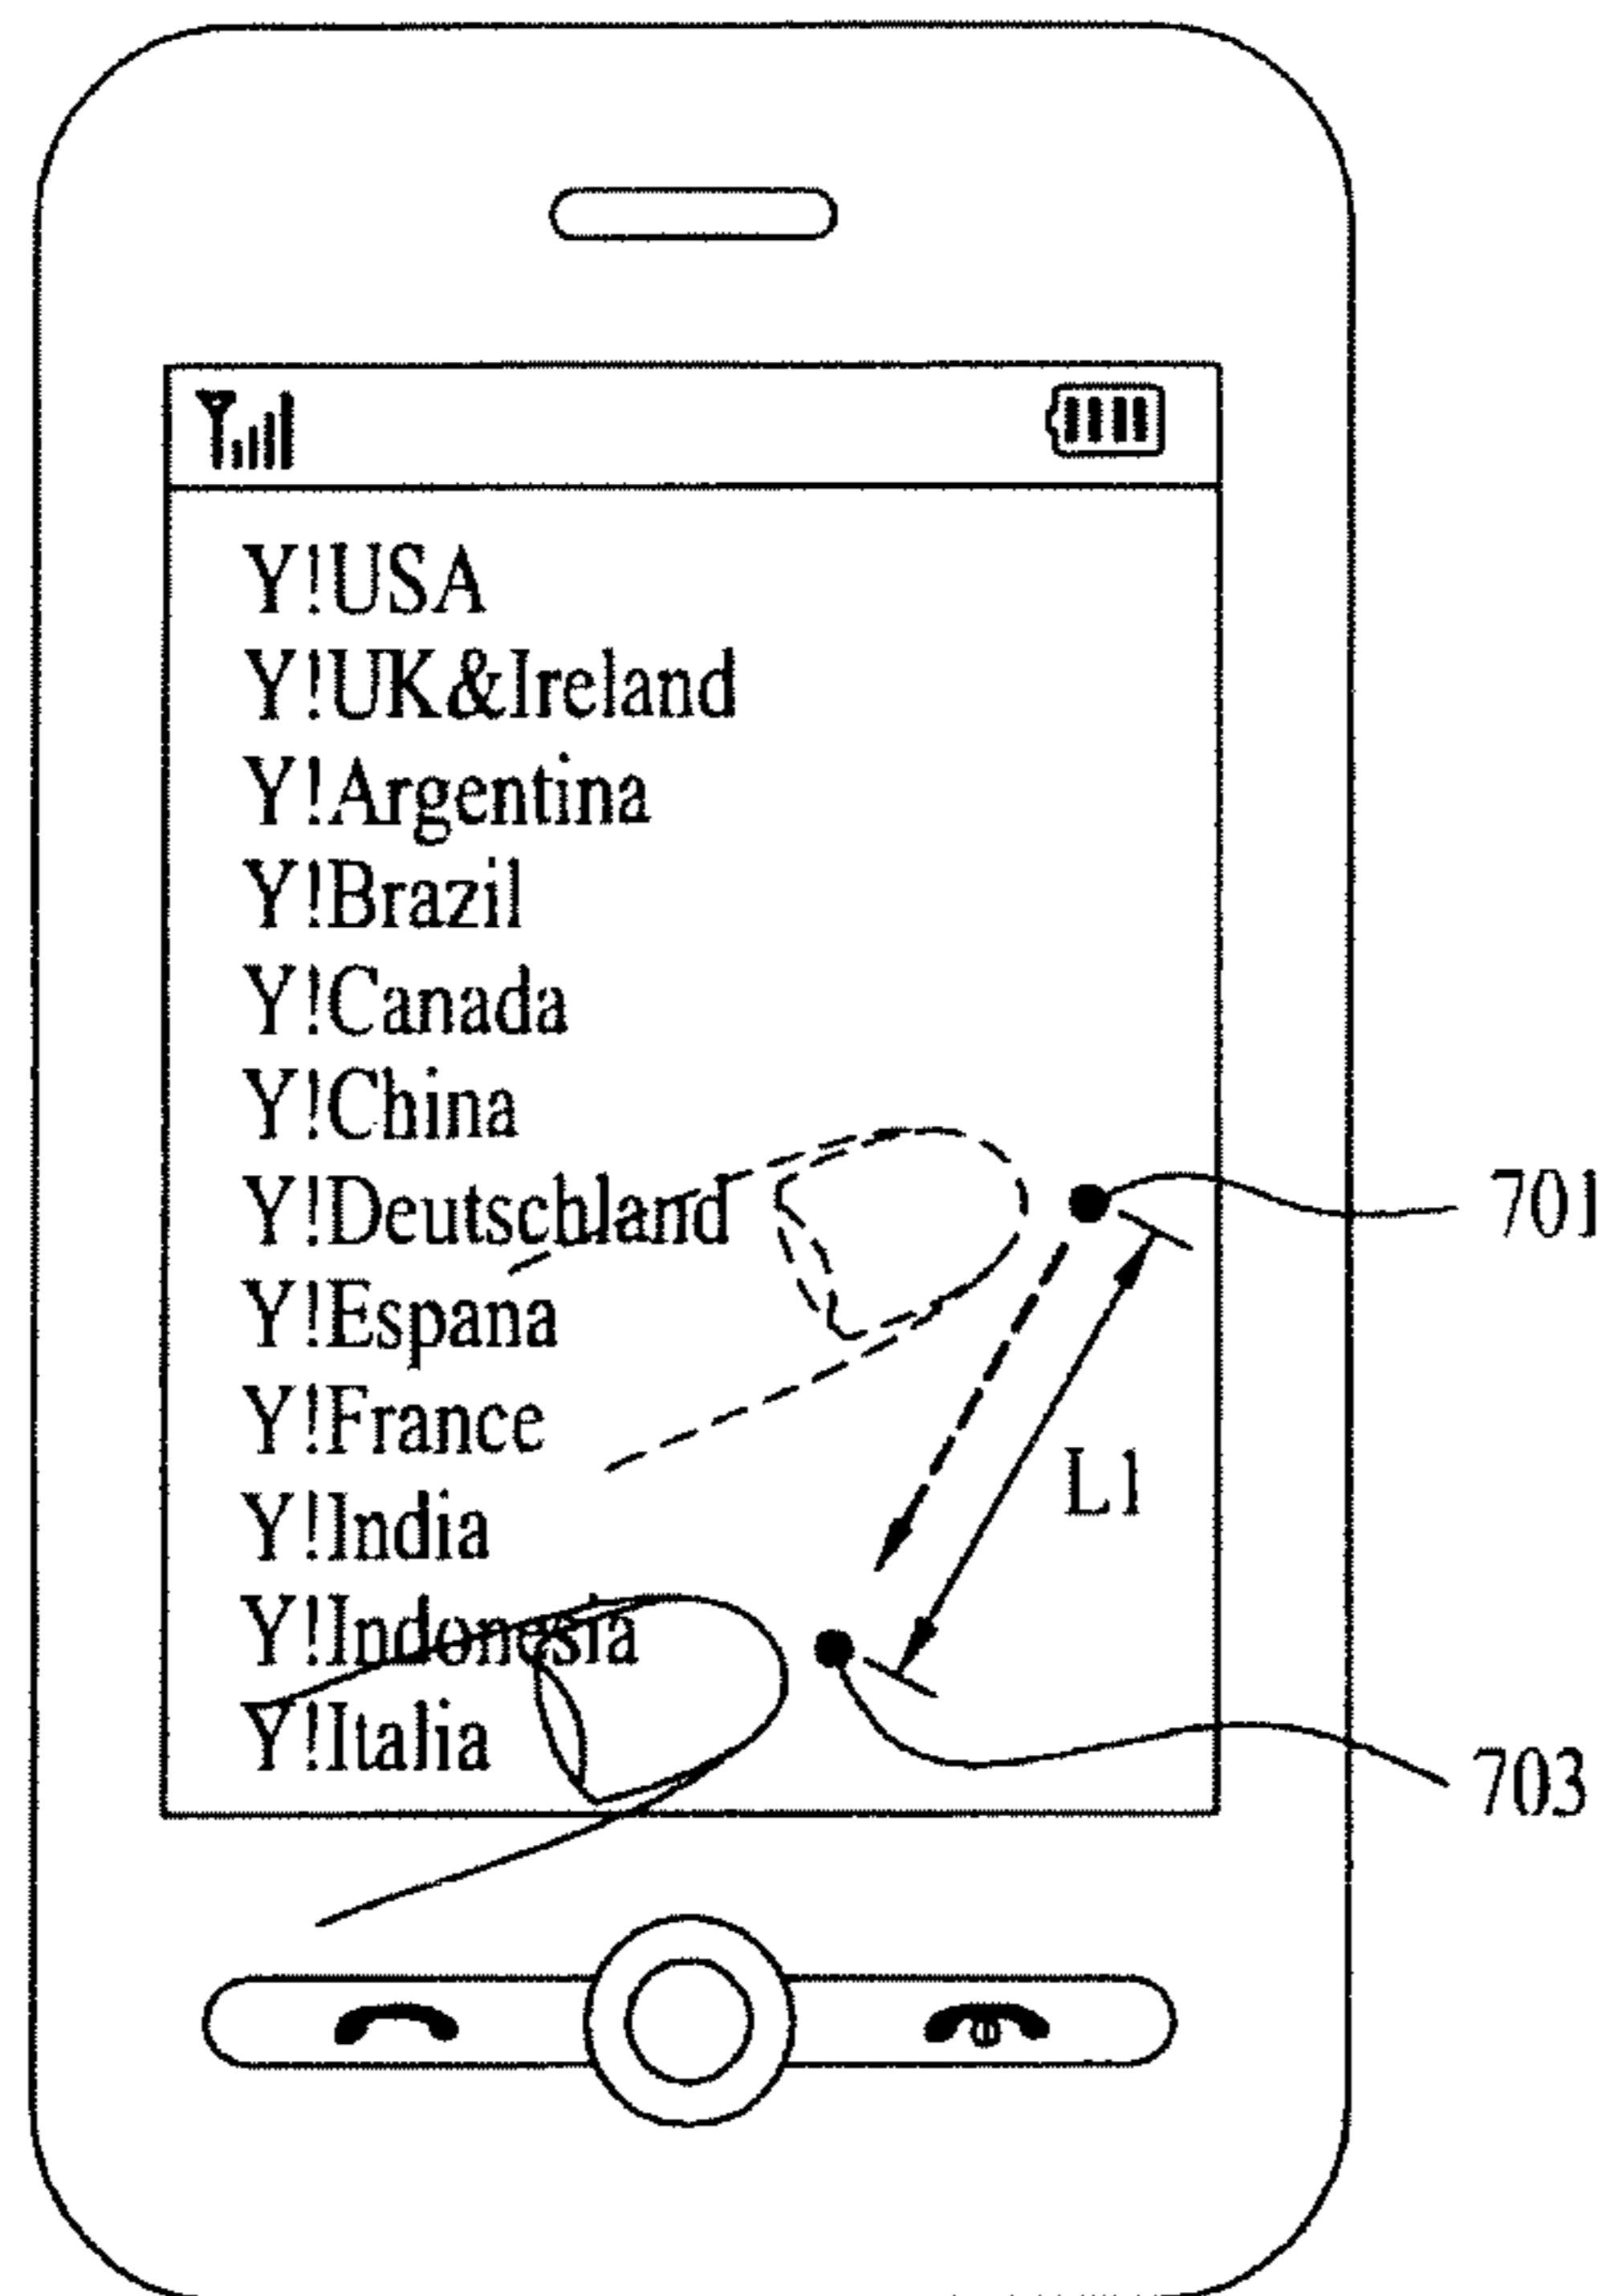 Y!USA
Y!UK&Ireland
Y!Argentina
Y!Brazil
Y!Canada
Y!China
Y!Deutschland
701
Y!Espana
Y!France
L1
Y!India
Y!Indonesia
Y!Italia
703